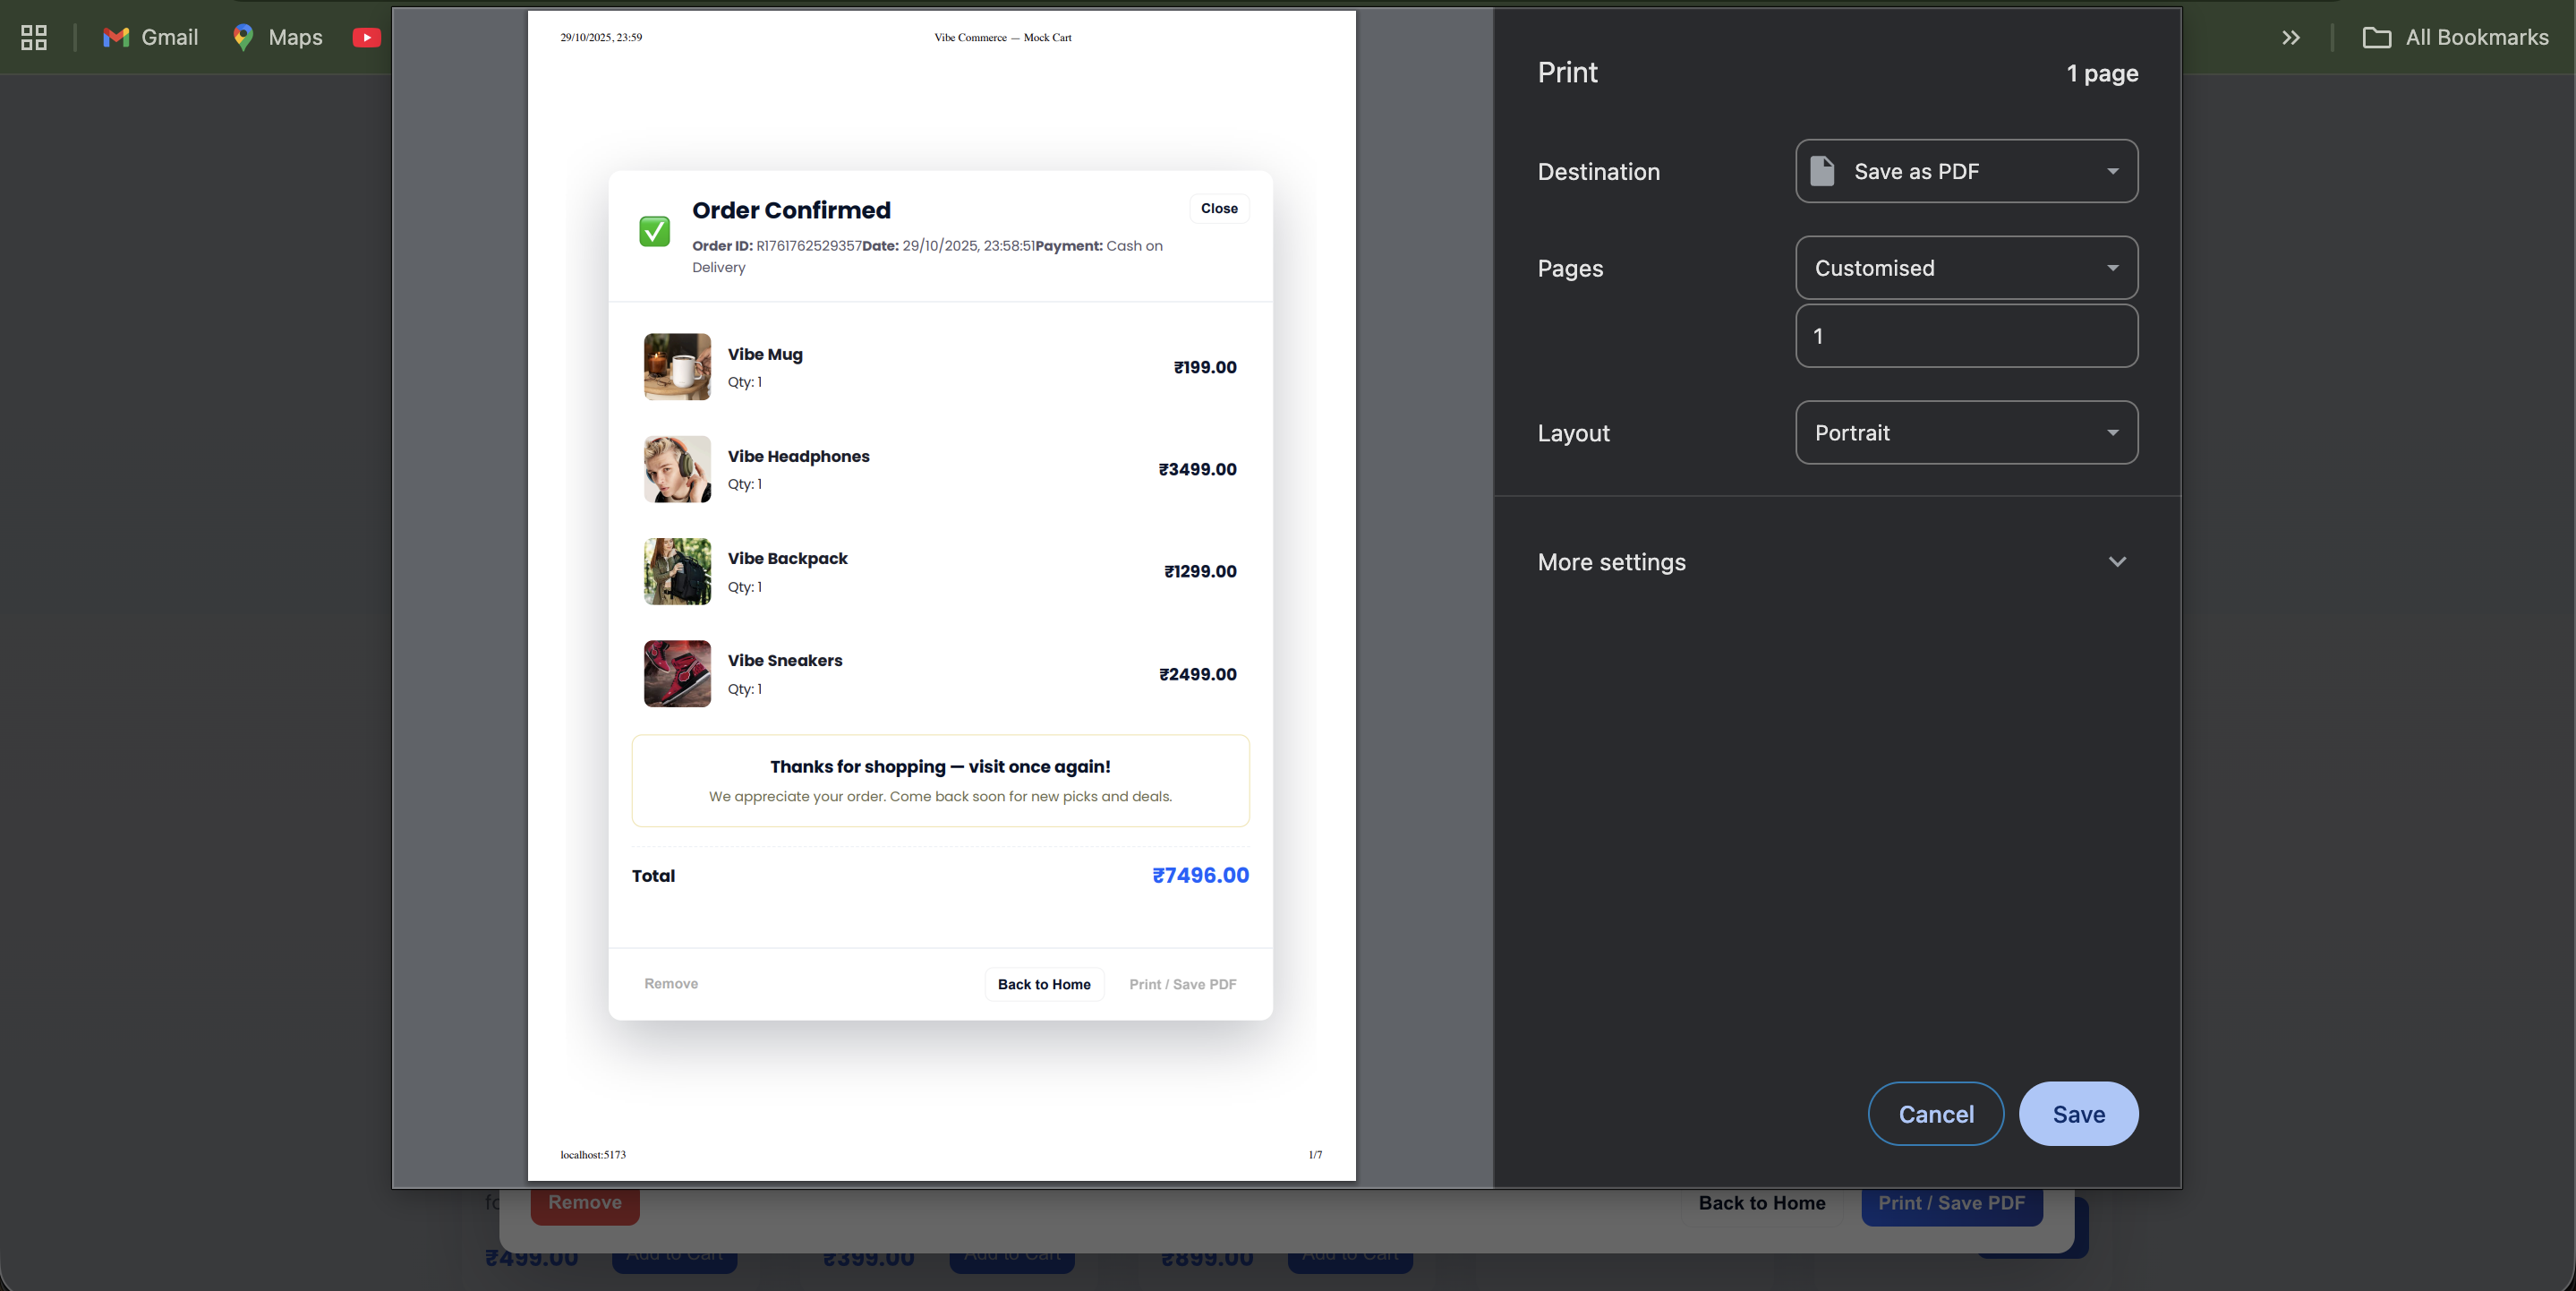 Gmail
Maps
All Bookmarks
29/10/2025, 23:59
Vibe Commerce — Mock Cart
Order Confirmed
Close
Order ID: R1761762529357Date: 29/10/2025, 23:58:51Payment: Cash on
Delivery
Vibe Mug
Qty: 1
₹199.00
Vibe Headphones
Qty: 1
₹3499.00
Vibe Backpack
Qty: 1
₹1299.00
Vibe Sneakers
Qty: 1
₹2499.00
Thanks for shopping — visit once again!
We appreciate your order. Come back soon for new picks and deals.
Total
₹7496.00
Remove
Back to Home
Print / Save PDF
localhost:5173
1/7
Print
1 page
Destination
Save as PDF
Pages
Customised
1
Layout
Portrait
More settings
Cancel
Save
Remove
Back to Home
Print / Save PDF
₹499.00
Add to Cart
₹399.00
Add to Cart
₹899.00
Add to Cart